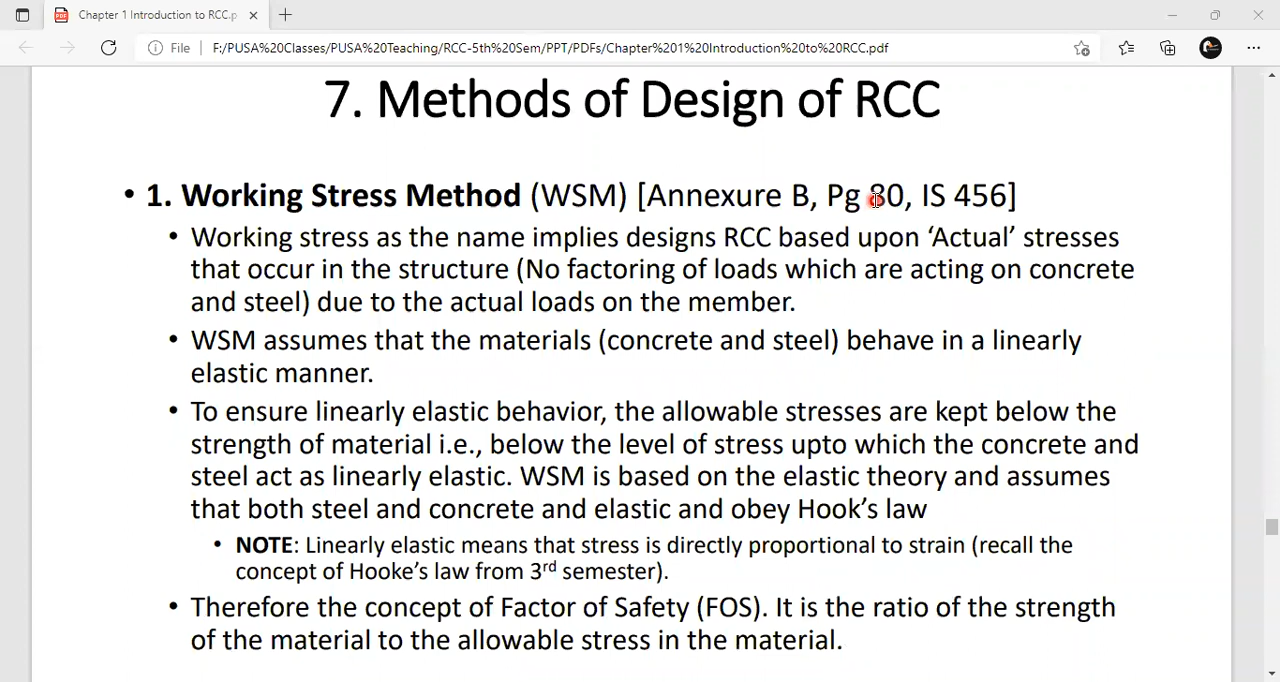 Chapter 1 Introduction to RCC.p
File F:/PUSA%20Classes/PUSA%20Teaching/RCC-5th%20Sem/PPT/PDFs/Chapter%201%20Introduction%20to%20RCC.pdf
7. Methods of Design of RCC
• 1. Working Stress Method (WSM) [Annexure B, Pg 80, IS 456]
• Working stress as the name implies designs RCC based upon ‘Actual’ stresses
that occur in the structure (No factoring of loads which are acting on concrete
and steel) due to the actual loads on the member.
• WSM assumes that the materials (concrete and steel) behave in a linearly
elastic manner.
• To ensure linearly elastic behavior, the allowable stresses are kept below the
strength of material i.e., below the level of stress upto which the concrete and
steel act as linearly elastic. WSM is based on the elastic theory and assumes
that both steel and concrete and elastic and obey Hook’s law
• NOTE: Linearly elastic means that stress is directly proportional to strain (recall the
concept of Hooke’s law from 3rd semester).
• Therefore the concept of Factor of Safety (FOS). It is the ratio of the strength
of the material to the allowable stress in the material.